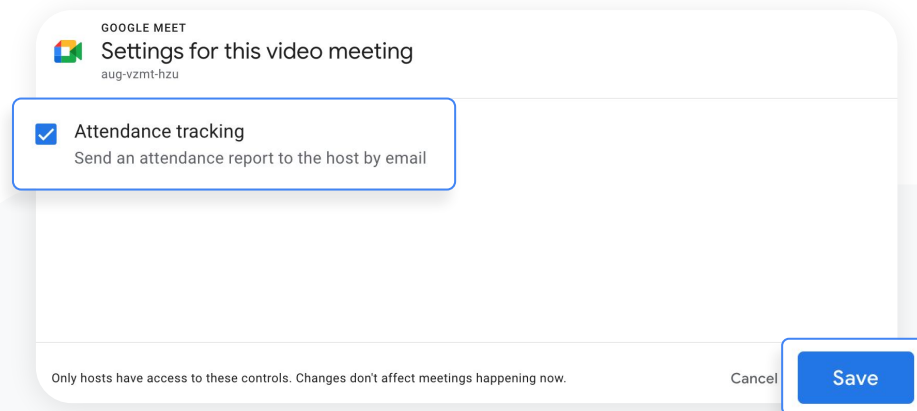 GOOGLE MEET
Settings for this video meeting
aug-vzmt-hzu
Attendance tracking
Send an attendance report to the host by email
Only hosts have access to these controls. Changes don't affect meetings happening now.
Cancel
Save